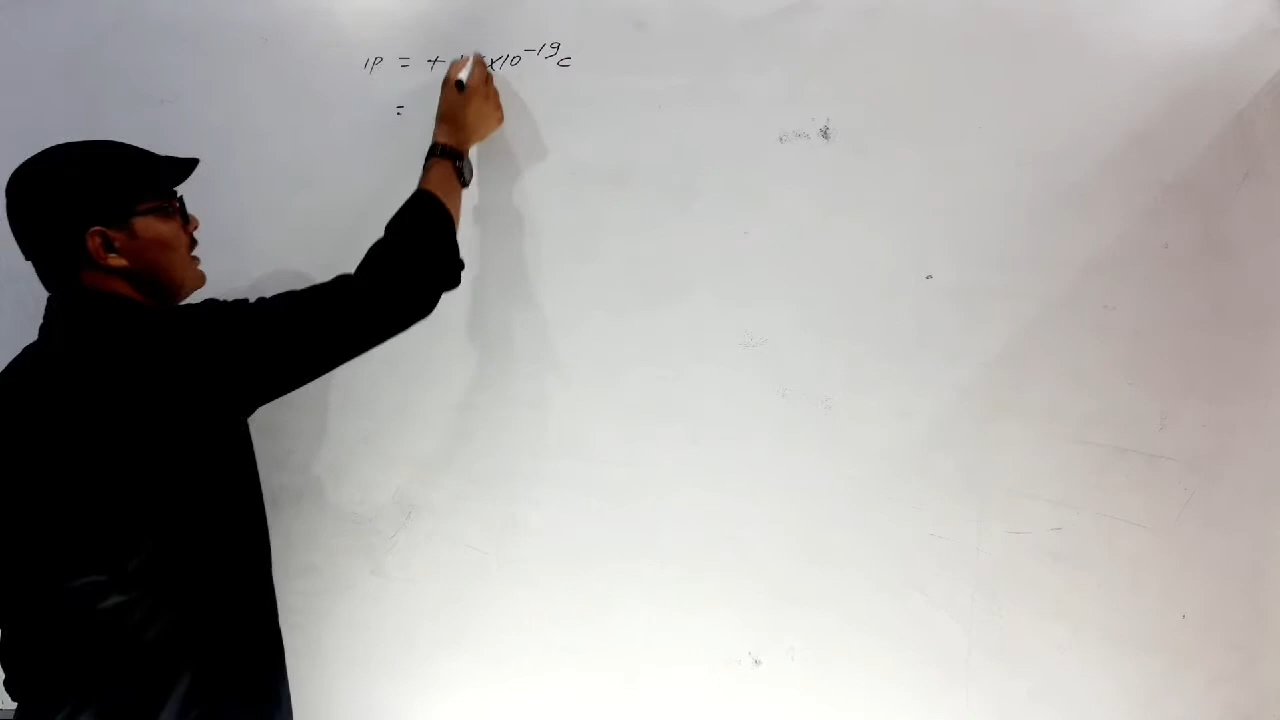 1P = + x10⁻¹⁹c
=